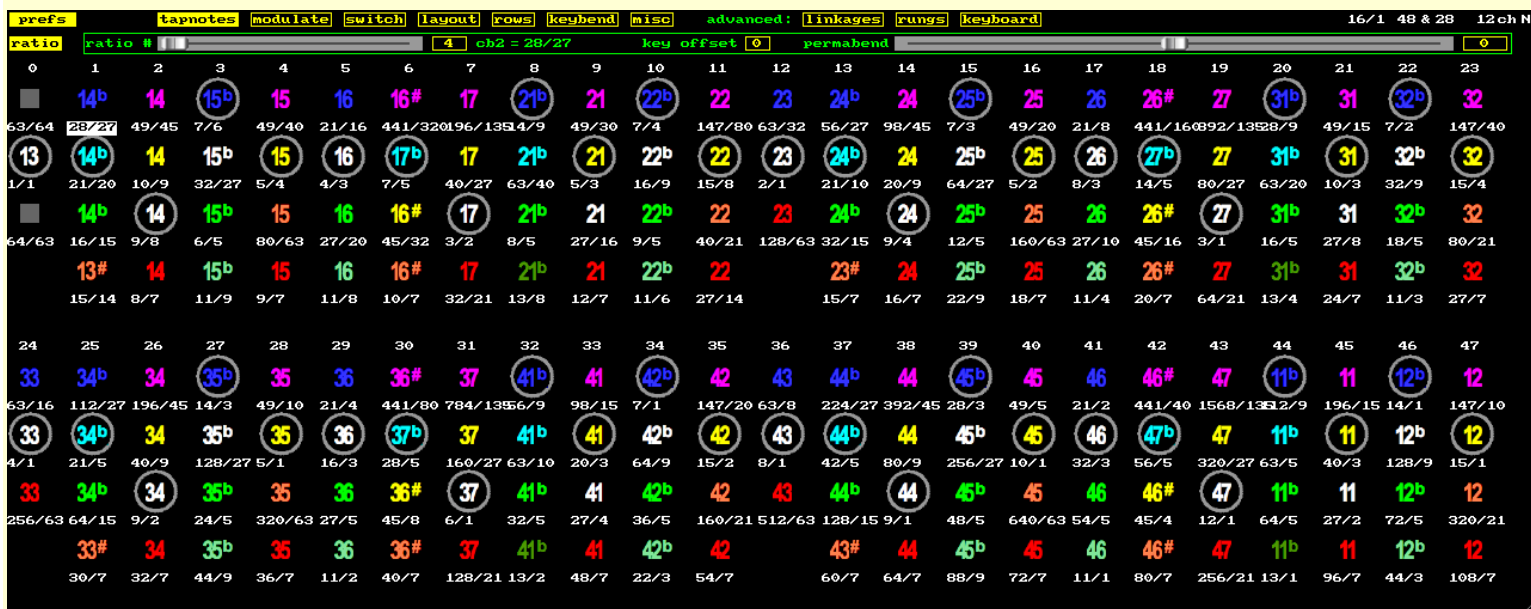 prefs tapnotes modulate switch layout rows keybend misc advanced: linkages rungs keyboard 16/1 48 & 28 12ch N
ratio ratio # 4 cb2 = 28/27 key offset 0 permabend 0
0 1 2 3 4 5 6 7 8 9 10 11 12 13 14 15 16 17 18 19 20 21 22 23
14b 14 15b 15 16 16# 17 21b 21 22b 22 23 24b 24 25b 25 26 26# 27 31b 31 32b 32
63/64 28/27 49/45 7/6 49/40 21/16 441/320 196/135 14/9 49/30 7/4 147/80 63/32 56/27 98/45 7/3 49/20 21/8 441/160 892/135 28/9 49/15 7/2 147/40
13 14b 14 15b 15 16 17b 17 21b 21 22b 22 23 24b 24 25b 25 26 27b 27 31b 31 32b 32
1/1 21/20 10/9 32/27 5/4 4/3 7/5 40/27 63/40 5/3 16/9 15/8 2/1 21/10 20/9 64/27 5/2 8/3 14/5 80/27 63/20 10/3 32/9 15/4
14b 14 15b 15 16 16# 17 21b 21 22b 22 23 24b 24 25b 25 26 26# 27 31b 31 32b 32
64/63 16/15 9/8 6/5 80/63 27/20 45/32 3/2 8/5 27/16 9/5 40/21 128/63 32/15 9/4 12/5 160/63 27/10 45/16 3/1 16/5 27/8 18/5 80/21
13# 14 15b 15 16 16# 17 21b 21 22b 22 23# 24 25b 25 26 26# 27 31b 31 32b 32
15/14 8/7 11/9 9/7 11/8 10/7 32/21 13/8 12/7 11/6 27/14 15/7 16/7 22/9 18/7 11/4 20/7 64/21 13/4 24/7 11/3 27/7
24 25 26 27 28 29 30 31 32 33 34 35 36 37 38 39 40 41 42 43 44 45 46 47
33 34b 34 35b 35 36 36# 37 41b 41 42b 42 43 44b 44 45b 45 46 46# 47 11b 11 12b 12
63/16 112/27 196/45 14/3 49/10 21/4 441/80 784/135 56/9 98/15 7/1 147/20 63/8 224/27 392/45 28/3 49/5 21/2 441/40 1568/135 112/9 196/15 14/1 147/10
33 34b 34 35b 35 36 37b 37 41b 41 42b 42 43 44b 44 45b 45 46 47b 47 11b 11 12b 12
4/1 21/5 40/9 128/27 5/1 16/3 28/5 160/27 63/10 20/3 64/9 15/2 8/1 42/5 80/9 256/27 10/1 32/3 56/5 320/27 63/5 40/3 128/9 15/1
33 34b 34 35b 35 36 36# 37 41b 41 42b 42 43 44b 44 45b 45 46 46# 47 11b 11 12b 12
256/63 64/15 9/2 24/5 320/63 27/5 45/8 6/1 32/5 27/4 36/5 160/21 512/63 128/15 9/1 48/5 640/63 54/5 45/4 12/1 64/5 27/2 72/5 320/21
33# 34 35b 35 36 36# 37 41b 41 42b 42 43# 44 45b 45 46 46# 47 11b 11 12b 12
30/7 32/7 44/9 36/7 11/2 40/7 128/21 13/2 48/7 22/3 54/7 60/7 64/7 88/9 72/7 11/1 80/7 256/21 13/1 96/7 44/3 108/7